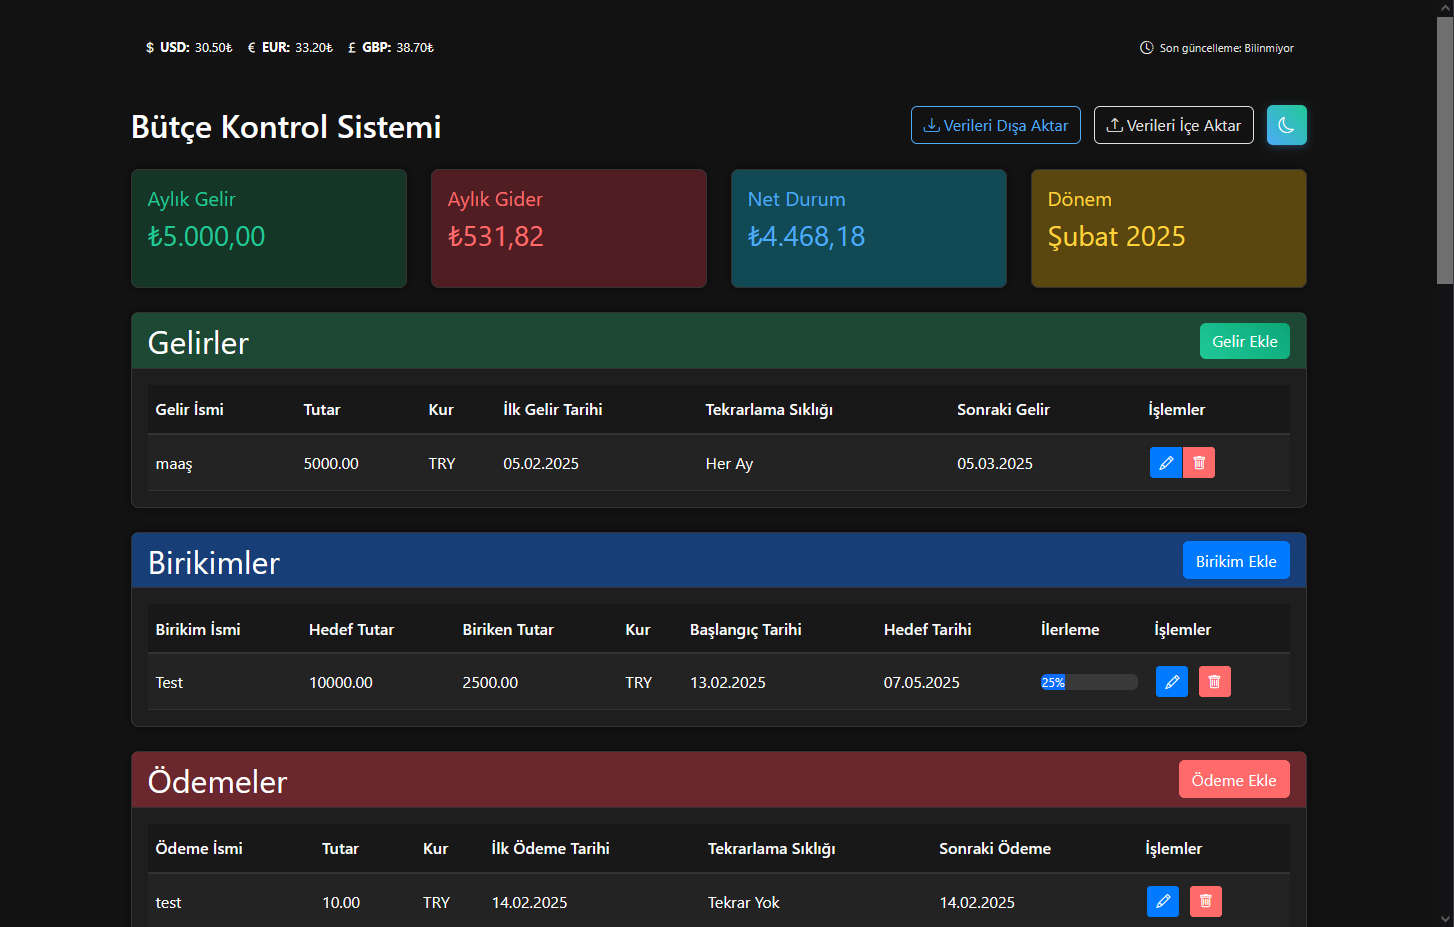 $ USD: 30.50₺ € EUR: 33.20₺ £ GBP: 38.70₺ Son güncelleme: Bilinmiyor
Bütçe Kontrol Sistemi Verileri Dışa Aktar Verileri İçe Aktar
Aylık Gelir
₺5.000,00
Aylık Gider
₺531,82
Net Durum
₺4.468,18
Dönem
Şubat 2025
Gelirler Gelir Ekle
Gelir İsmi Tutar Kur İlk Gelir Tarihi Tekrarlama Sıklığı Sonraki Gelir İşlemler
maaş 5000.00 TRY 05.02.2025 Her Ay 05.03.2025
Birikimler Birikim Ekle
Birikim İsmi Hedef Tutar Biriken Tutar Kur Başlangıç Tarihi Hedef Tarihi İlerleme İşlemler
Test 10000.00 2500.00 TRY 13.02.2025 07.05.2025 25%
Ödemeler Ödeme Ekle
Ödeme İsmi Tutar Kur İlk Ödeme Tarihi Tekrarlama Sıklığı Sonraki Ödeme İşlemler
test 10.00 TRY 14.02.2025 Tekrar Yok 14.02.2025